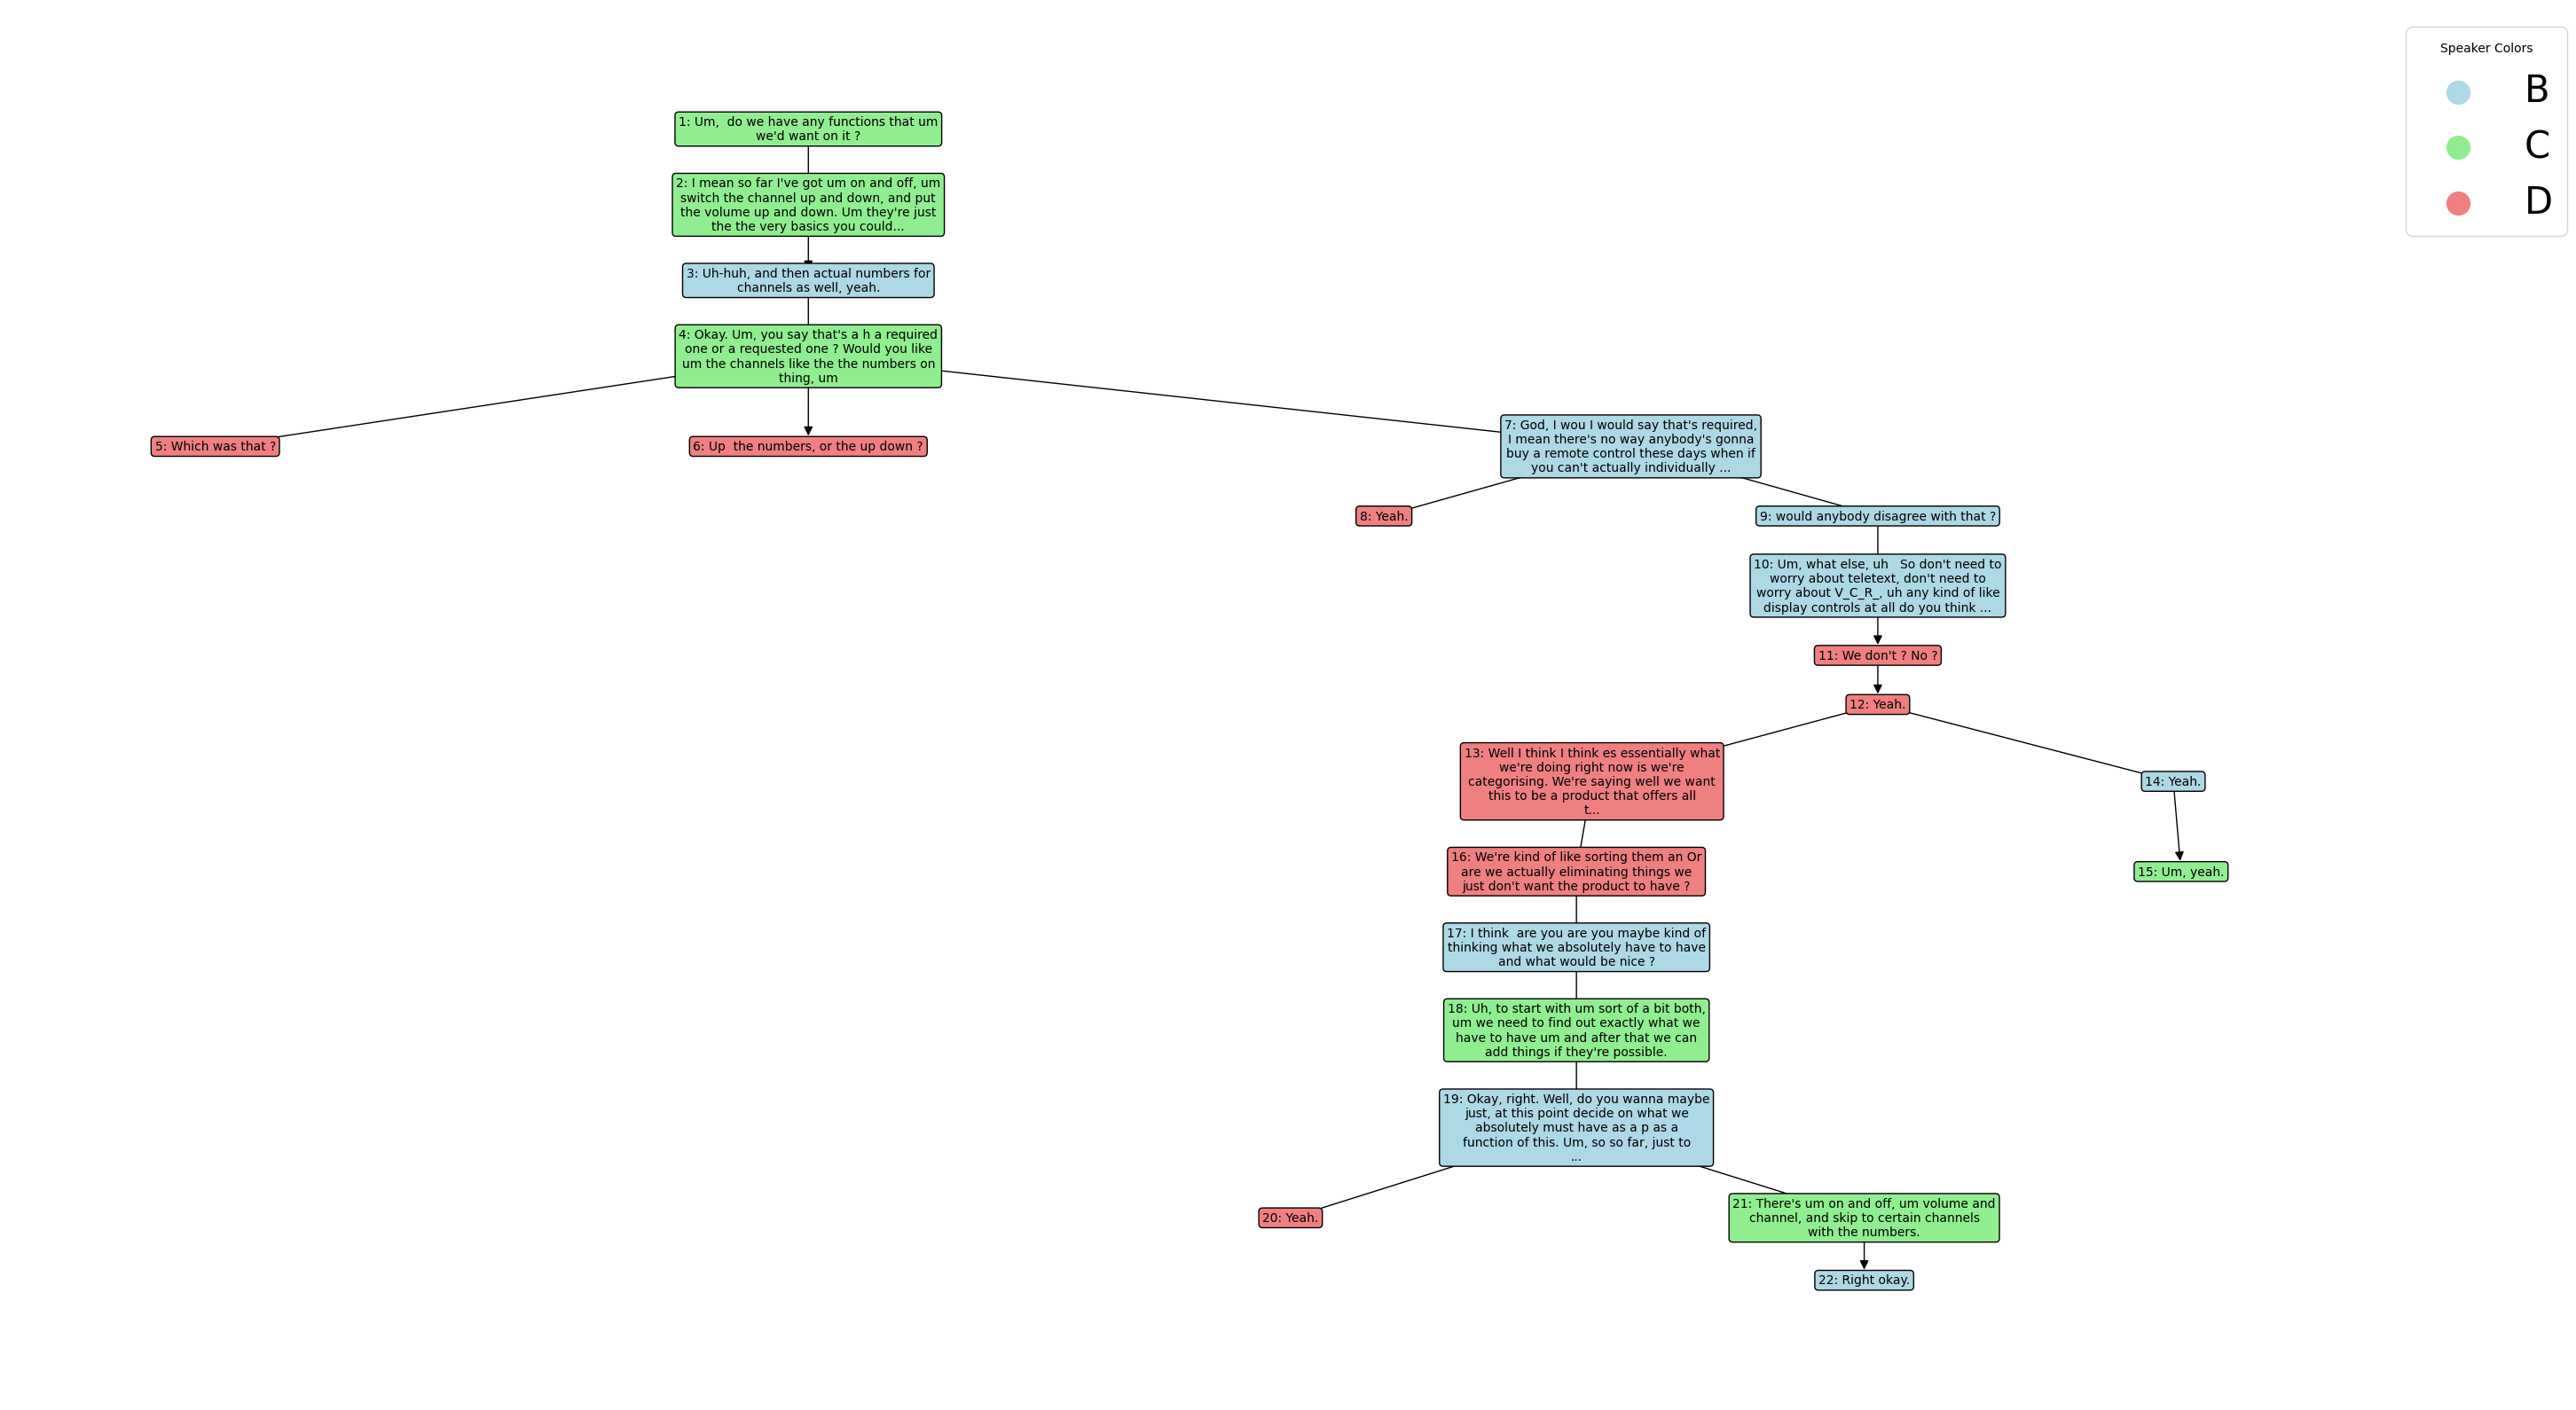 Speaker Colors
B
C
D
1: Um,  do we have any functions that um
we'd want on it ?
2: I mean so far I've got um on and off, um
switch the channel up and down, and put
the volume up and down. Um they're just
the the very basics you could...
3: Uh-huh, and then actual numbers for
channels as well, yeah.
4: Okay. Um, you say that's a h a required
one or a requested one ? Would you like
um the channels like the the numbers on
thing, um
5: Which was that ?
6: Up  the numbers, or the up down ?
7: God, I wou I would say that's required,
I mean there's no way anybody's gonna
buy a remote control these days when if
you can't actually individually ...
8: Yeah.
9: would anybody disagree with that ?
10: Um, what else, uh   So don't need to
worry about teletext, don't need to
worry about V_C_R_, uh any kind of like
display controls at all do you think ...
11: We don't ? No ?
12: Yeah.
13: Well I think I think es essentially what
we're doing right now is we're
categorising. We're saying well we want
this to be a product that offers all
t...
14: Yeah.
15: Um, yeah.
16: We're kind of like sorting them an Or
are we actually eliminating things we
just don't want the product to have ?
17: I think  are you are you maybe kind of
thinking what we absolutely have to have
and what would be nice ?
18: Uh, to start with um sort of a bit both,
um we need to find out exactly what we
have to have um and after that we can
add things if they're possible.
19: Okay, right. Well, do you wanna maybe
just, at this point decide on what we
absolutely must have as a p as a
function of this. Um, so so far, just to
...
20: Yeah.
21: There's um on and off, um volume and
channel, and skip to certain channels
with the numbers.
22: Right okay.